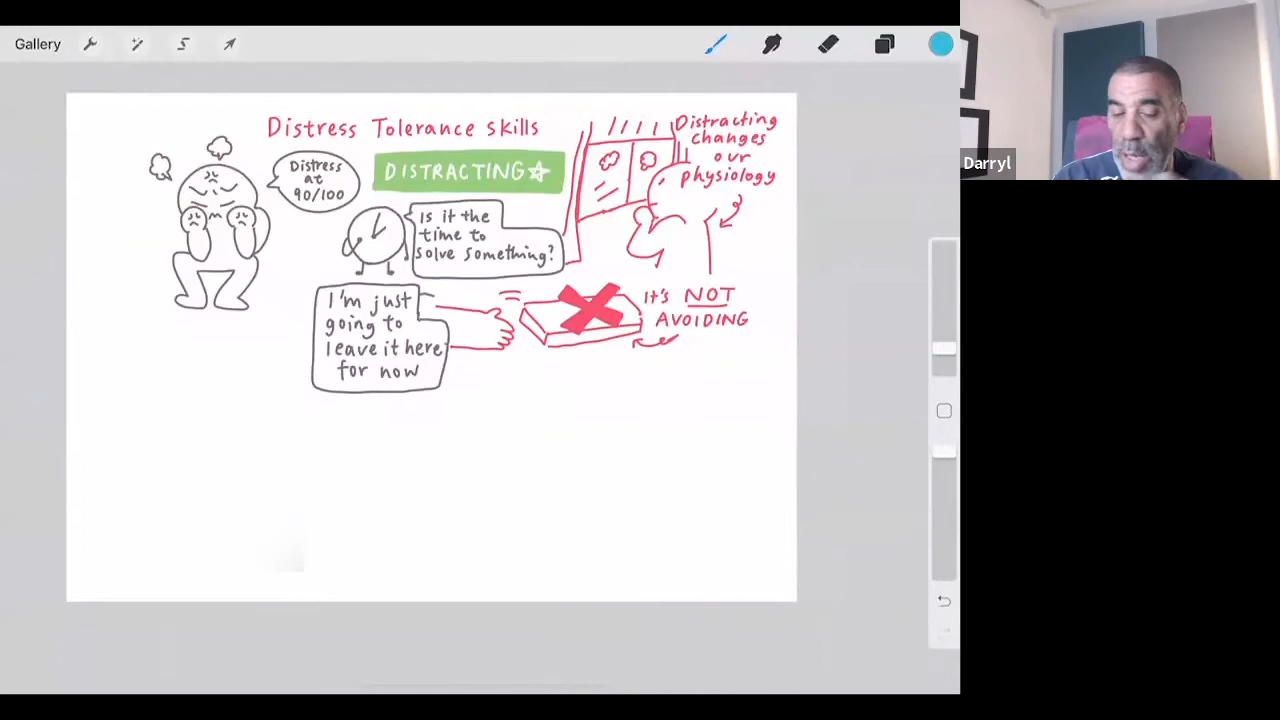 Gallery
Distress Tolerance Skills
DISTRACTING
Distress
at
90/100
Is it the
time to
solve something?
Distracting
changes
our
physiology
I'm just
going to
leave it here
for now
It's NOT
AVOIDING
Darryl